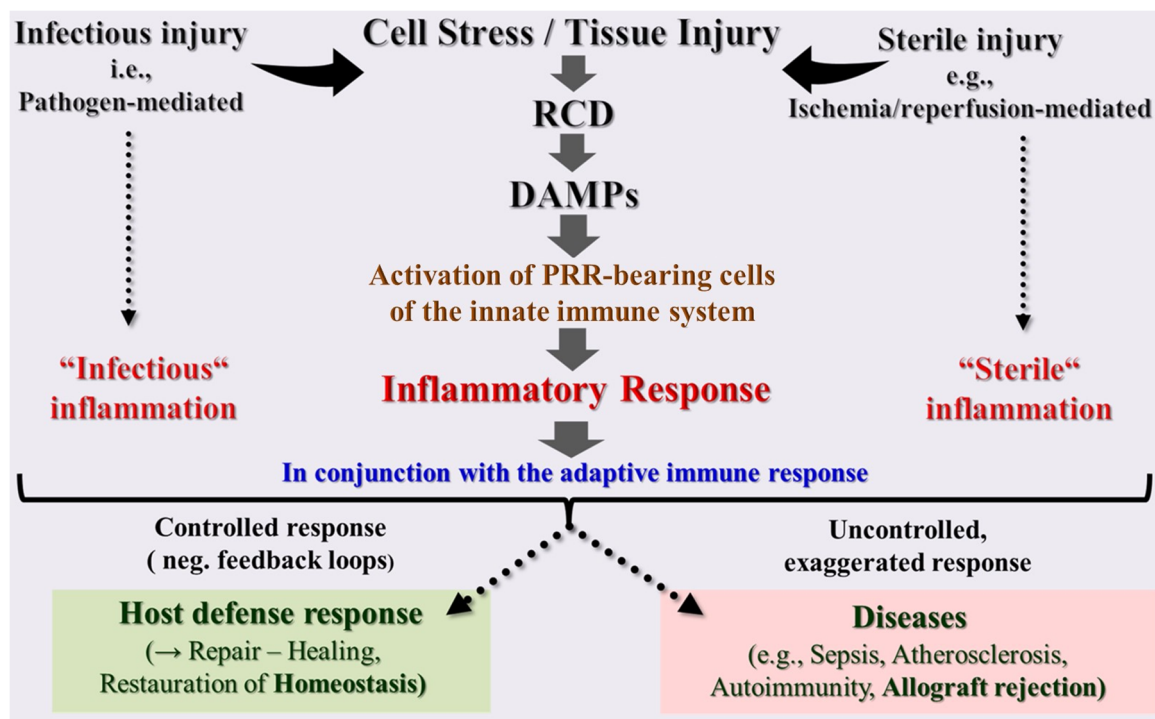 Infectious injury
i.e.,
Pathogen-mediated
Cell Stress / Tissue Injury
Sterile injury
e.g.,
Ischemia/reperfusion-mediated
RCD
DAMPs
Activation of PRR-bearing cells
of the innate immune system
“Infectious“
inflammation
Inflammatory Response
“Sterile“
inflammation
In conjunction with the adaptive immune response
Controlled response
( neg. feedback loops)
Uncontrolled,
exaggerated response
Host defense response
(→ Repair – Healing,
Restauration of Homeostasis)
Diseases
(e.g., Sepsis, Atherosclerosis,
Autoimmunity, Allograft rejection)